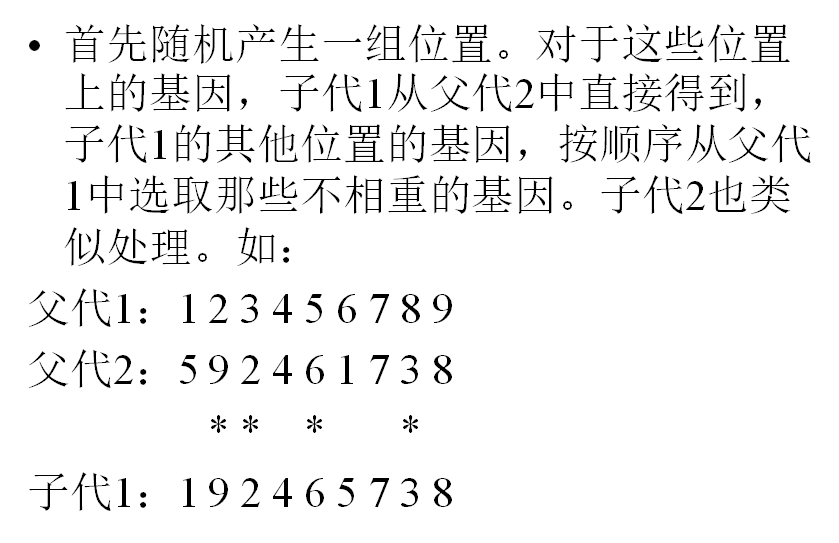 • 首先随机产生一组位置。对于这些位置
上的基因，子代1从父代2中直接得到，
子代1的其他位置的基因，按顺序从父代
1中选取那些不相重的基因。子代2也类
似处理。如：
父代1：1 2 3 4 5 6 7 8 9
父代2：5 9 2 4 6 1 7 3 8
* * * *
子代1：1 9 2 4 6 5 7 3 8